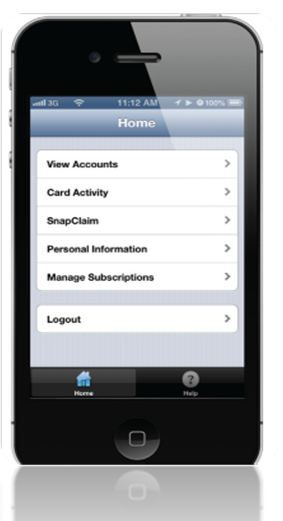 3G 11:12 AM 100%
Home
View Accounts
Card Activity
SnapClaim
Personal Information
Manage Subscriptions
Logout
Home ? Help